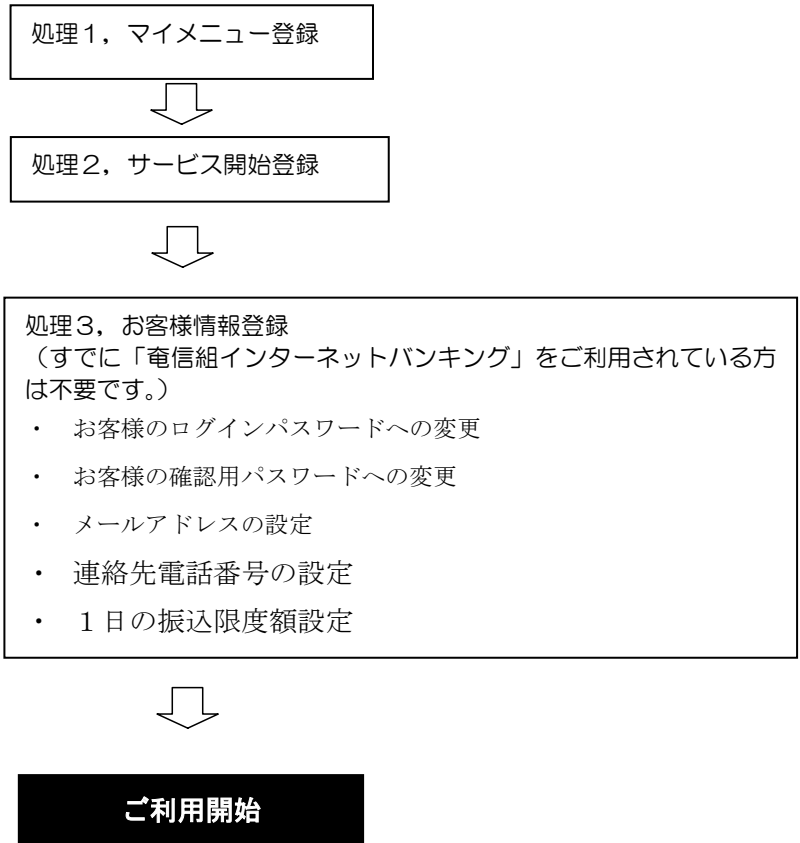 処理１，マイメニュー登録
処理２，サービス開始登録
処理３，お客様情報登録
（すでに「奄信組インターネットバンキング」をご利用されている方
は不要です。）
・　お客様のログインパスワードへの変更
・　お客様の確認用パスワードへの変更
・　メールアドレスの設定
・　連絡先電話番号の設定
・　１日の振込限度額設定
ご利用開始